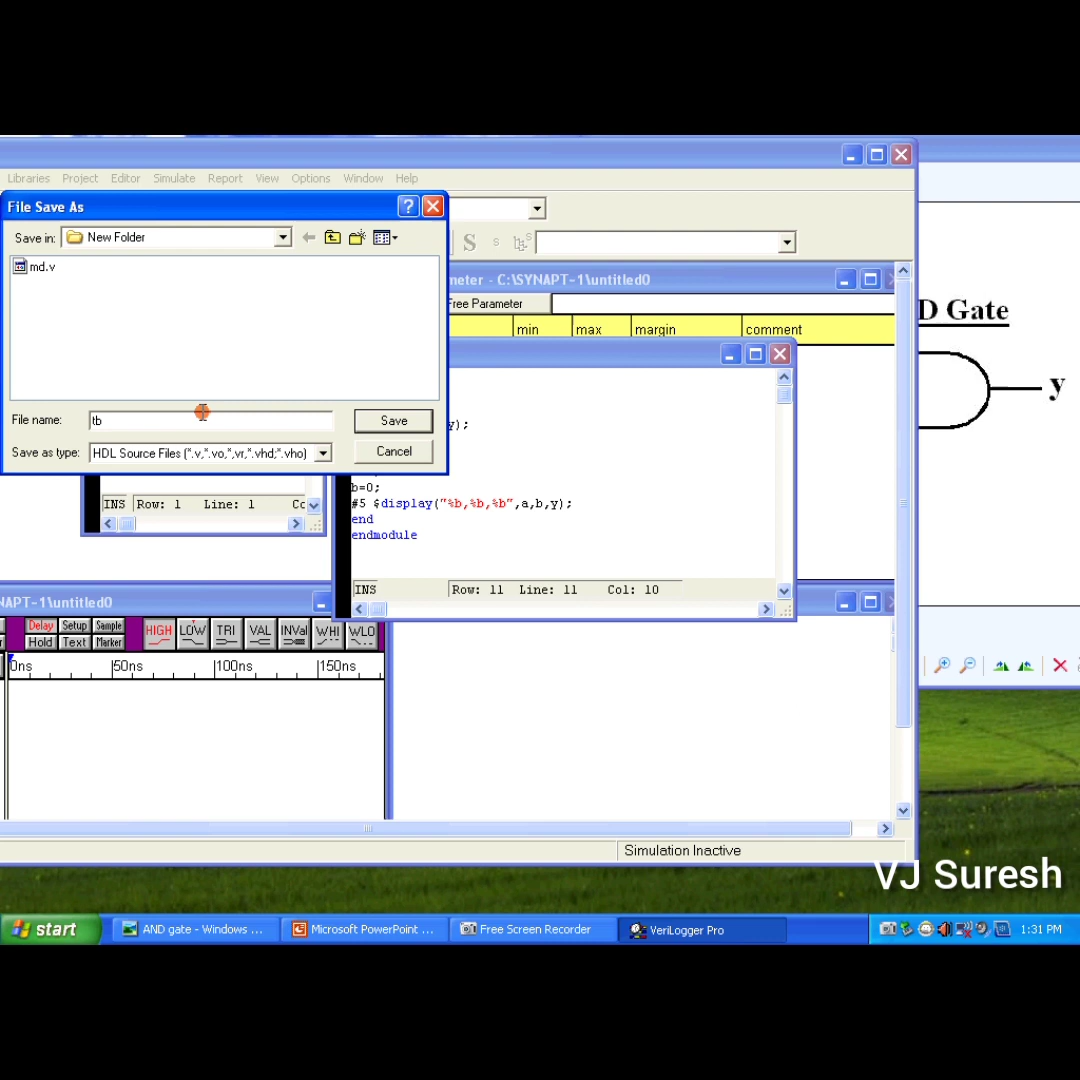 Libraries Project Editor Simulate Report View Options Window Help
File Save As
Save in: New Folder
md.v
File name: tb
Save
Save as type: HDL Source Files (*.v,*.vo,*,vr,*.vhd;*.vho)
Cancel
S s
meter - C:\SYNAPT-1\untitled0
Free Parameter
min max margin comment
y);
b=0;
#5 $display("%b,%b,%b",a,b,y);
end
endmodule
INS Row: 11 Line: 11 Col: 10
INS Row: 1 Line: 1 Cc
NAPT-1\untitled0
Delay Setup Sample
Hold Text Marker
HIGH LOW TRI VAL INVal WHI WLO
0ns 50ns 100ns 150ns
Simulation Inactive
D Gate
y
VJ Suresh
start AND gate - Windows ... Microsoft PowerPoint ... Free Screen Recorder VeriLogger Pro 1:31 PM